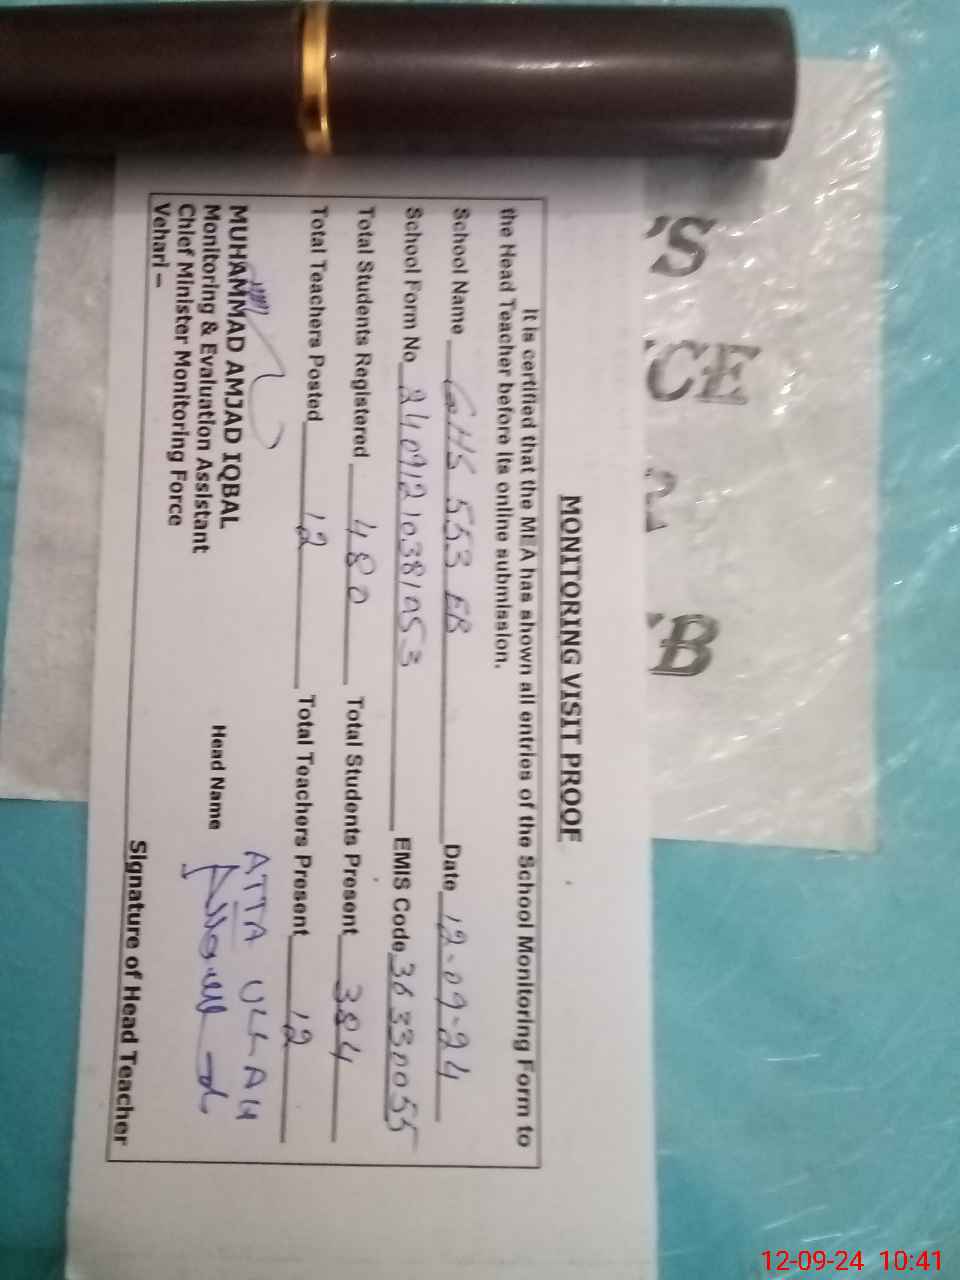 'S
CE
B
MONITORING VISIT PROOF
It is certified that the MEA has shown all entries of the School Monitoring Form to
the Head Teacher before its online submission.
School Name GHS 553 EB Date 12-09-24
School Form No 24091210381953 EMIS Code 36330055
Total Students Registered 480 Total Students Present 384
Total Teachers Posted 12 Total Teachers Present 12
MUHAMMAD AMJAD IQBAL
Monitoring & Evaluation Assistant
Chief Minister Monitoring Force
Vehari –
Head Name ATTA ULLAH
Signature of Head Teacher
12-09-24 10:41